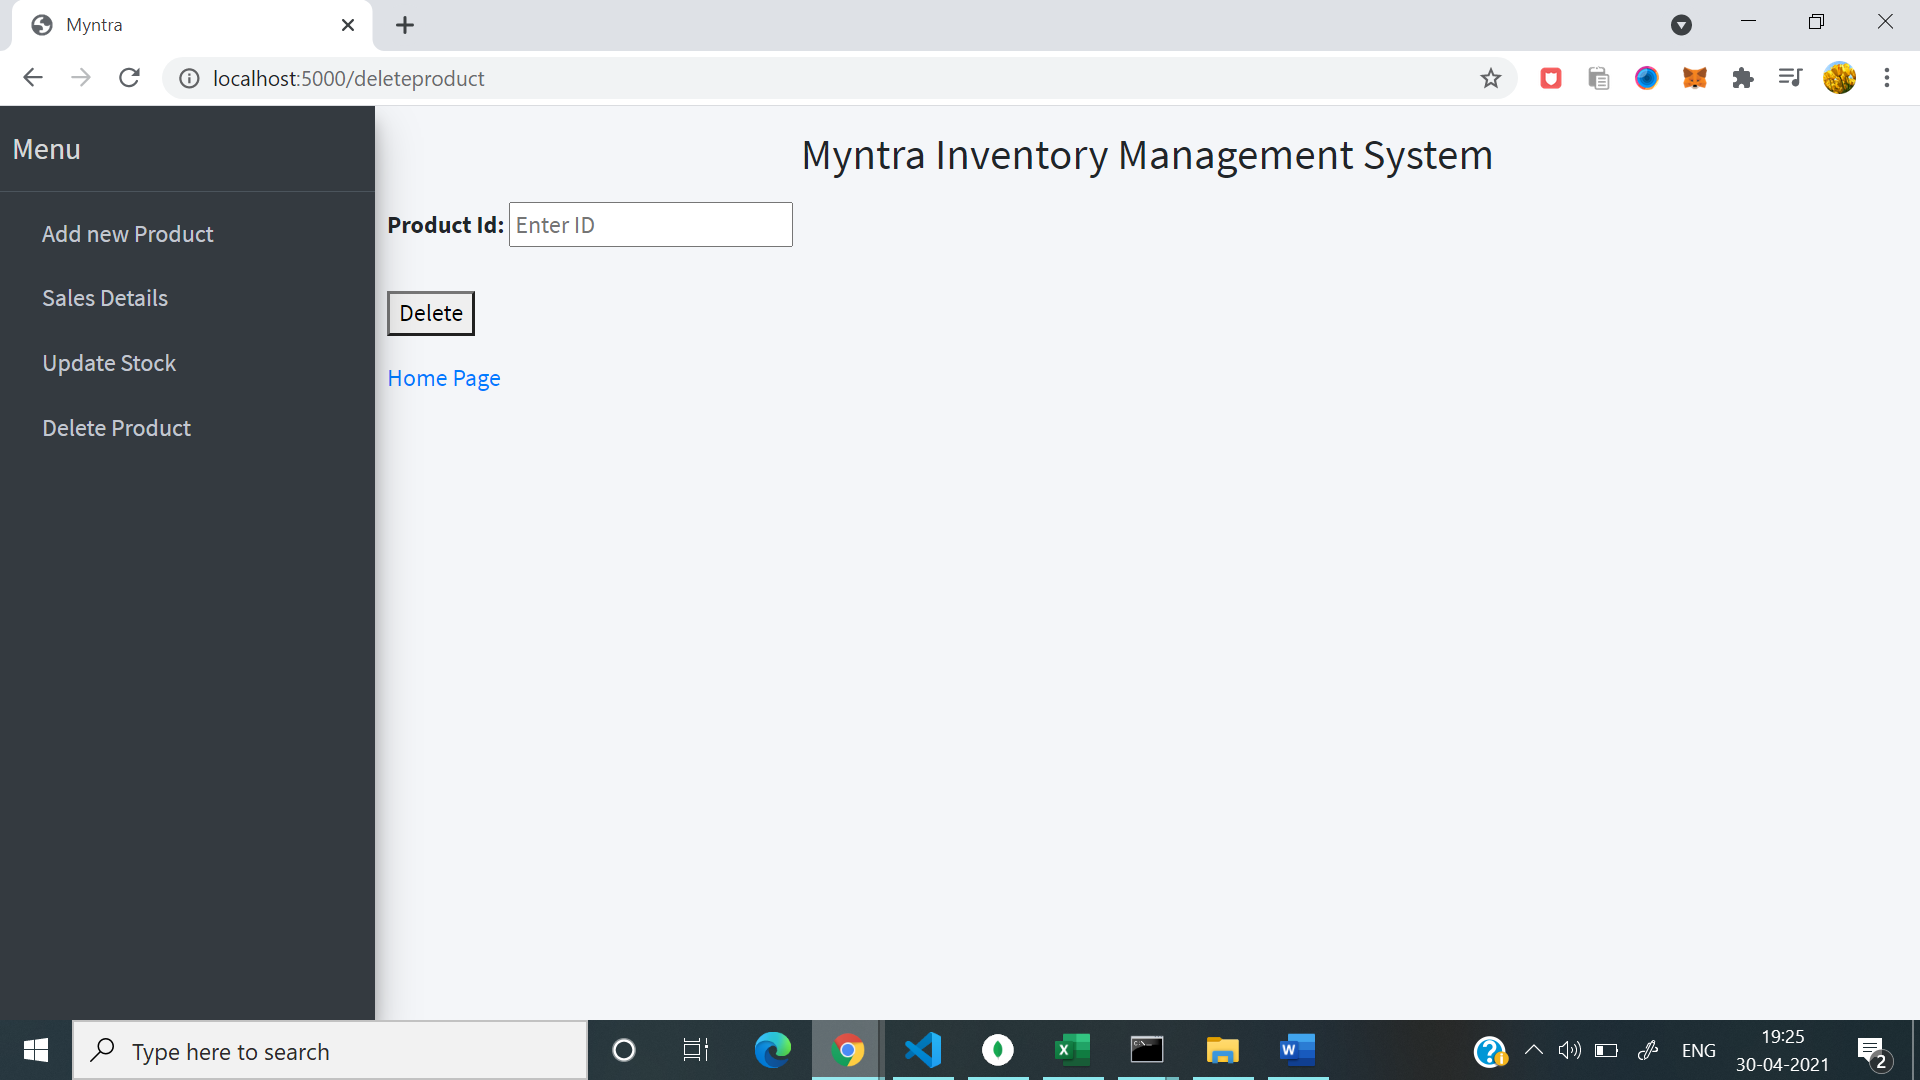 Myntra
localhost:5000/deleteproduct
Menu
Add new Product
Sales Details
Update Stock
Delete Product
Myntra Inventory Management System
Product Id: Enter ID
Delete
Home Page
Type here to search
ENG
19:25
30-04-2021
2